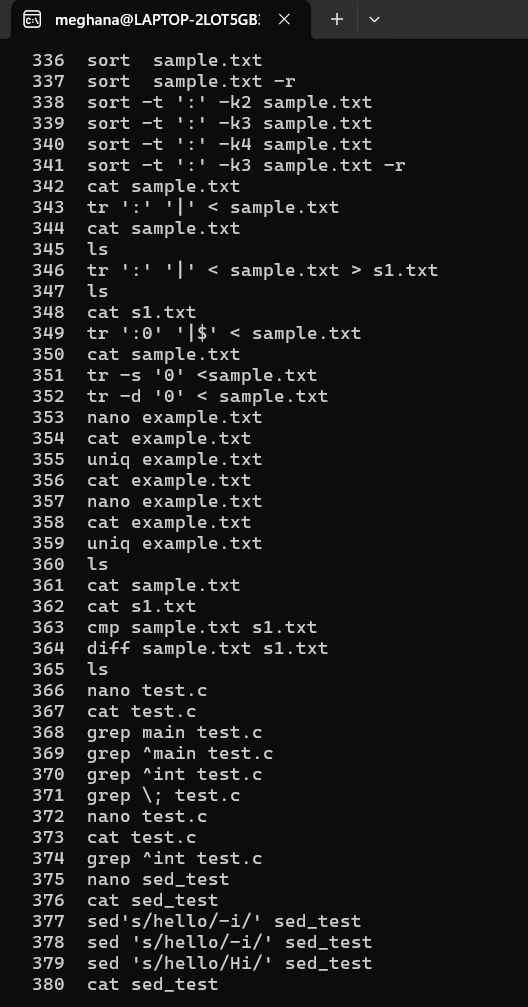 meghana@LAPTOP-2LOT5GB:
336 sort  sample.txt
337 sort  sample.txt -r
338 sort -t ':' -k2 sample.txt
339 sort -t ':' -k3 sample.txt
340 sort -t ':' -k4 sample.txt
341 sort -t ':' -k3 sample.txt -r
342 cat sample.txt
343 tr ':' '|' < sample.txt
344 cat sample.txt
345 ls
346 tr ':' '|' < sample.txt > s1.txt
347 ls
348 cat s1.txt
349 tr ':0' '|$' < sample.txt
350 cat sample.txt
351 tr -s '0' <sample.txt
352 tr -d '0' < sample.txt
353 nano example.txt
354 cat example.txt
355 uniq example.txt
356 cat example.txt
357 nano example.txt
358 cat example.txt
359 uniq example.txt
360 ls
361 cat sample.txt
362 cat s1.txt
363 cmp sample.txt s1.txt
364 diff sample.txt s1.txt
365 ls
366 nano test.c
367 cat test.c
368 grep main test.c
369 grep ^main test.c
370 grep ^int test.c
371 grep \; test.c
372 nano test.c
373 cat test.c
374 grep ^int test.c
375 nano sed_test
376 cat sed_test
377 sed's/hello/-i/' sed_test
378 sed 's/hello/-i/' sed_test
379 sed 's/hello/Hi/' sed_test
380 cat sed_test